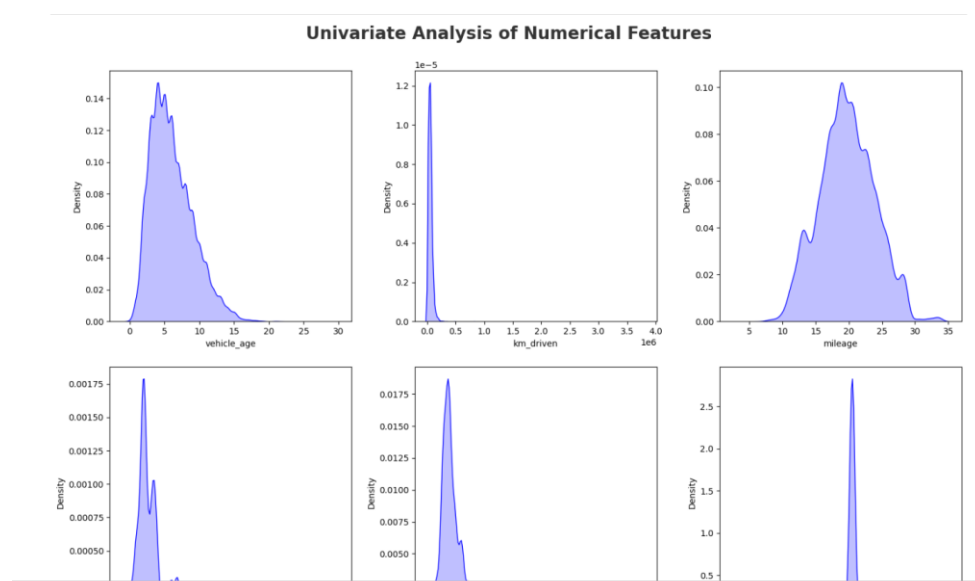 Univariate Analysis of Numerical Features
1e−5
0.14
0.12
0.10
0.08
0.06
0.04
0.02
0.00
Density
0 5 10 15 20 25 30
vehicle_age
1.2
1.0
0.8
0.6
0.4
0.2
0.0
Density
0.0 0.5 1.0 1.5 2.0 2.5 3.0 3.5 4.0
km_driven 1e6
0.10
0.08
0.06
0.04
0.02
0.00
Density
5 10 15 20 25 30 35
mileage
0.00175
0.00150
0.00125
0.00100
0.00075
0.00050
Density
0.0175
0.0150
0.0125
0.0100
0.0075
0.0050
Density
2.5
2.0
1.5
1.0
0.5
Density